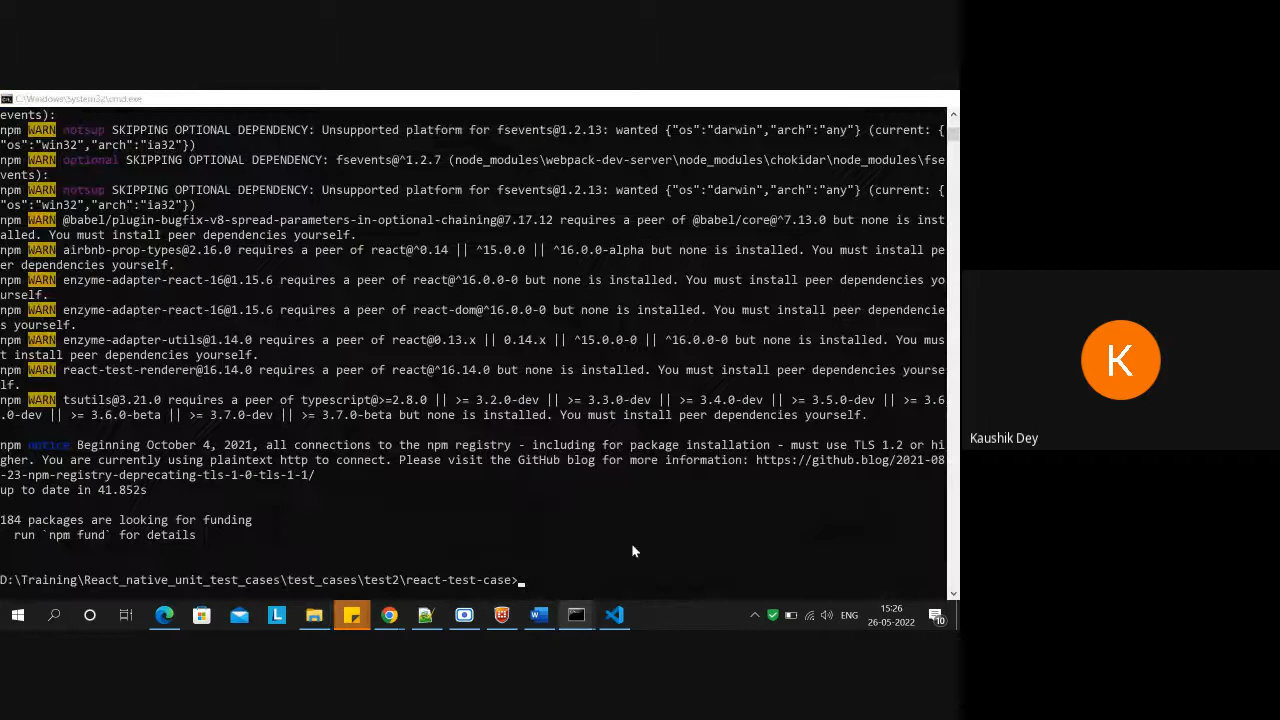 C:\Windows\System32\cmd.exe
events):
npm WARN notsup SKIPPING OPTIONAL DEPENDENCY: Unsupported platform for fsevents@1.2.13: wanted {"os":"darwin","arch":"any"} (current: {
"os":"win32","arch":"ia32"})
npm WARN optional SKIPPING OPTIONAL DEPENDENCY: fsevents@^1.2.7 (node_modules\webpack-dev-server\node_modules\chokidar\node_modules\fse
vents):
npm WARN notsup SKIPPING OPTIONAL DEPENDENCY: Unsupported platform for fsevents@1.2.13: wanted {"os":"darwin","arch":"any"} (current: {
"os":"win32","arch":"ia32"})
npm WARN @babel/plugin-bugfix-v8-spread-parameters-in-optional-chaining@7.17.12 requires a peer of @babel/core@^7.13.0 but none is inst
alled. You must install peer dependencies yourself.
npm WARN airbnb-prop-types@2.16.0 requires a peer of react@^0.14 || ^15.0.0 || ^16.0.0-alpha but none is installed. You must install pe
er dependencies yourself.
npm WARN enzyme-adapter-react-16@1.15.6 requires a peer of react@^16.0.0-0 but none is installed. You must install peer dependencies yo
urself.
npm WARN enzyme-adapter-react-16@1.15.6 requires a peer of react-dom@^16.0.0-0 but none is installed. You must install peer dependencie
s yourself.
npm WARN enzyme-adapter-utils@1.14.0 requires a peer of react@0.13.x || 0.14.x || ^15.0.0-0 || ^16.0.0-0 but none is installed. You mus
t install peer dependencies yourself.
npm WARN react-test-renderer@16.14.0 requires a peer of react@^16.14.0 but none is installed. You must install peer dependencies yourse
lf.
npm WARN tsutils@3.21.0 requires a peer of typescript@>=2.8.0 || >= 3.2.0-dev || >= 3.3.0-dev || >= 3.4.0-dev || >= 3.5.0-dev || >= 3.6
.0-dev || >= 3.6.0-beta || >= 3.7.0-dev || >= 3.7.0-beta but none is installed. You must install peer dependencies yourself.
npm notice Beginning October 4, 2021, all connections to the npm registry - including for package installation - must use TLS 1.2 or hi
gher. You are currently using plaintext http to connect. Please visit the GitHub blog for more information: https://github.blog/2021-08
-23-npm-registry-deprecating-tls-1-0-tls-1-1/
up to date in 41.852s
184 packages are looking for funding
run `npm fund` for details
D:\Training\React_native_unit_test_cases\test_cases\test2\react-test-case>
K
Kaushik Dey
L
ENG
15:26
26-05-2022
10